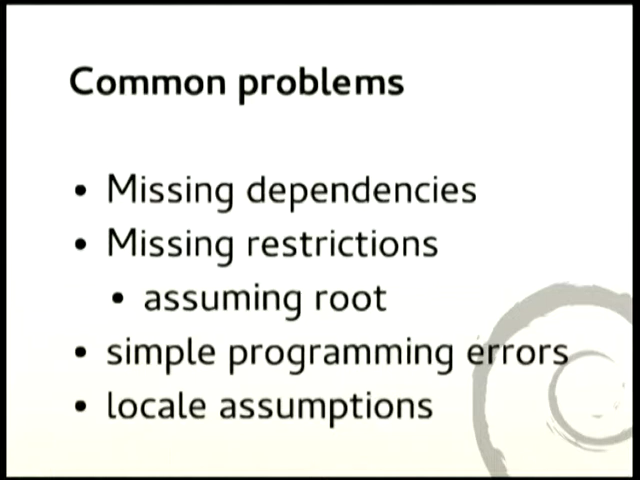 Common problems
• Missing dependencies
• Missing restrictions
• assuming root
• simple programming errors
• locale assumptions